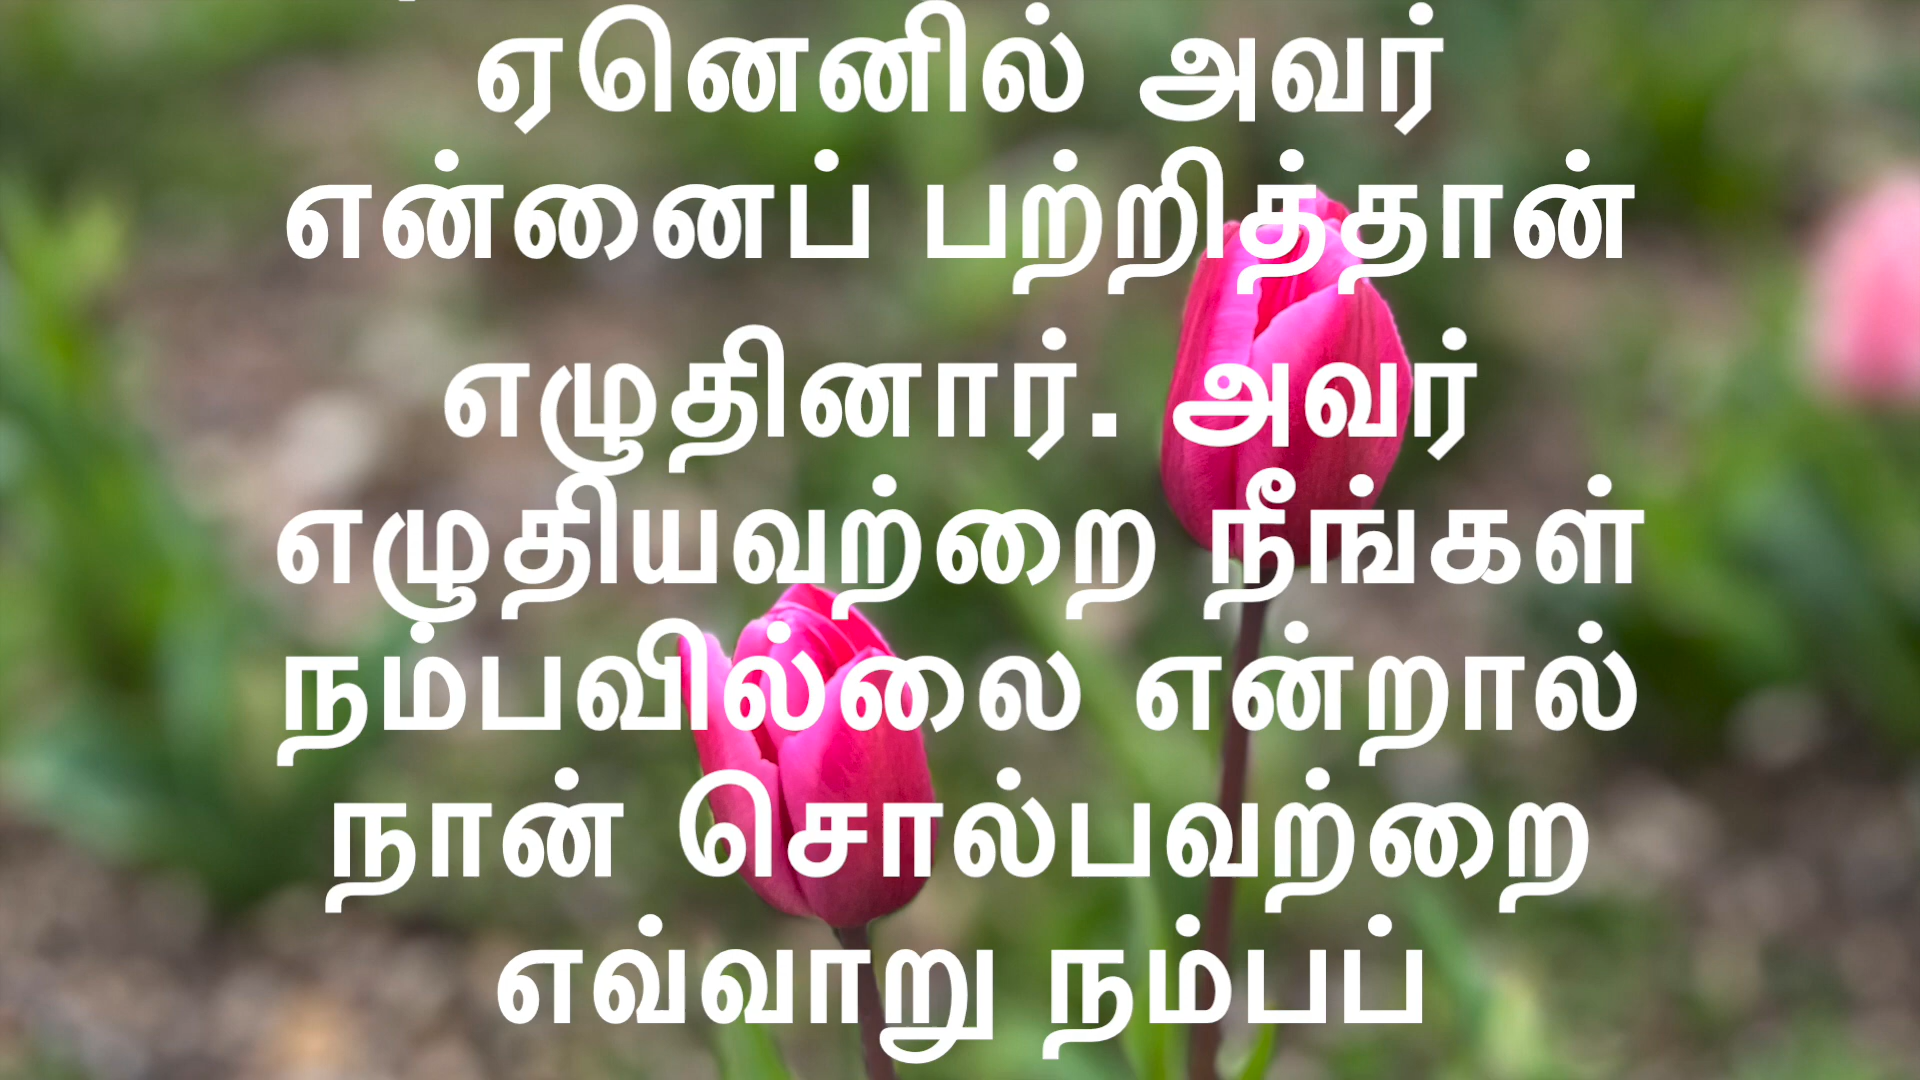 ஏனெனில் அவர்
என்னைப் பற்றித்தான்
எழுதினார். அவர்
எழுதியவற்றை நீங்கள்
நம்பவில்லை என்றால்
நான் சொல்பவற்றை
எவ்வாறு நம்பப்